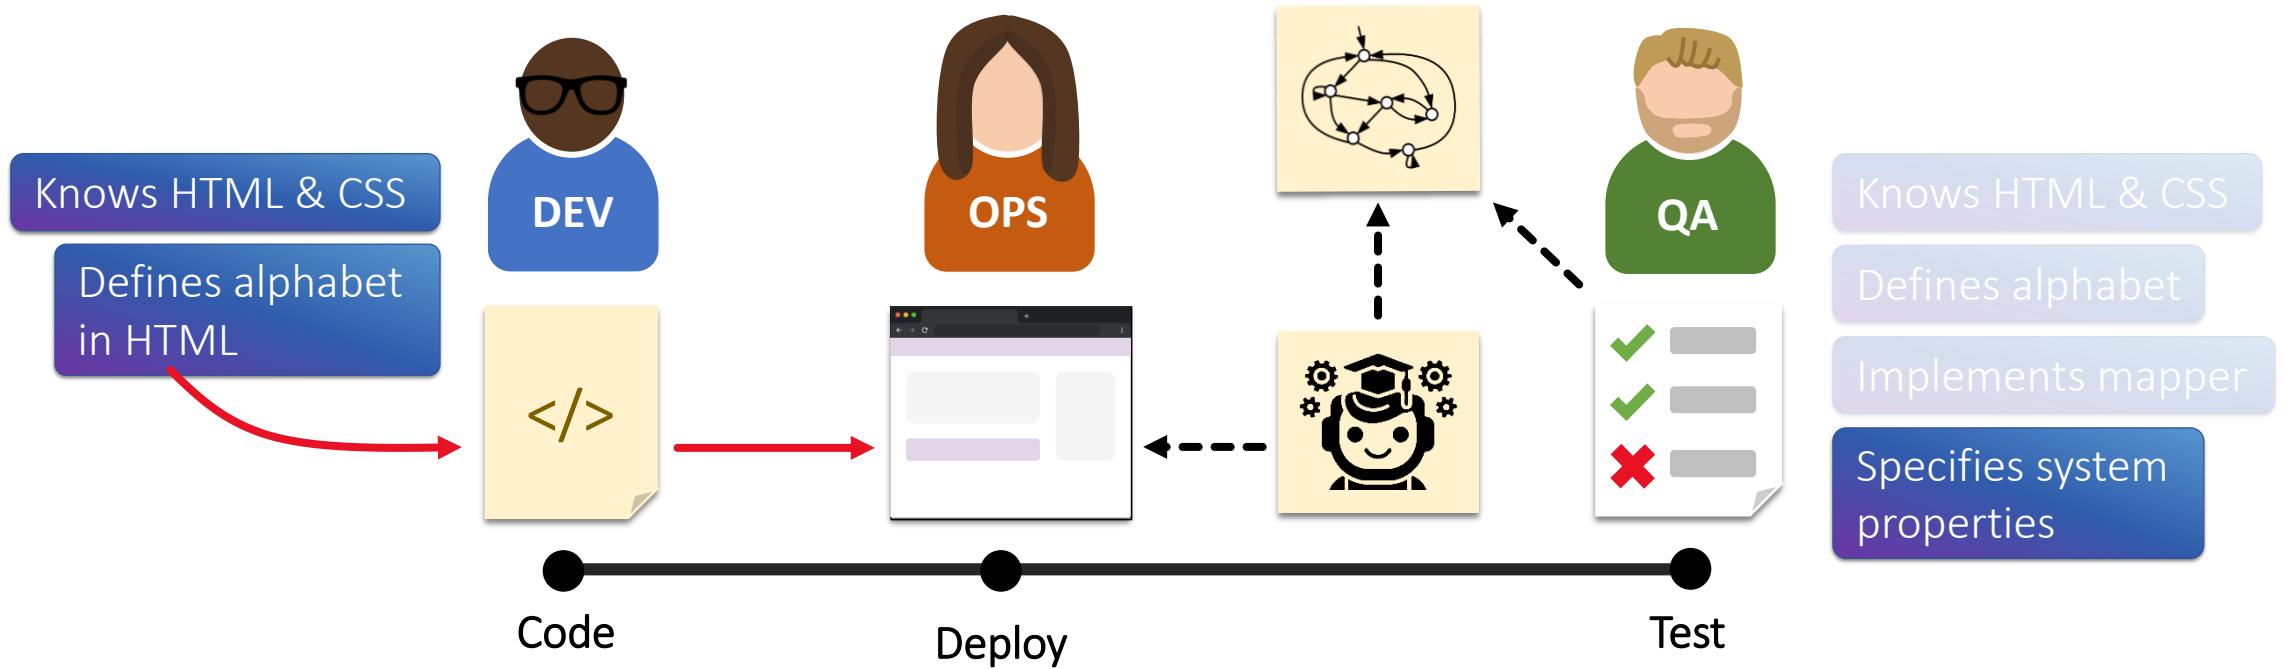 Knows HTML & CSS
Defines alphabet
in HTML
DEV
</>
OPS
QA
Knows HTML & CSS
Defines alphabet
Implements mapper
Specifies system
properties
Code
Deploy
Test